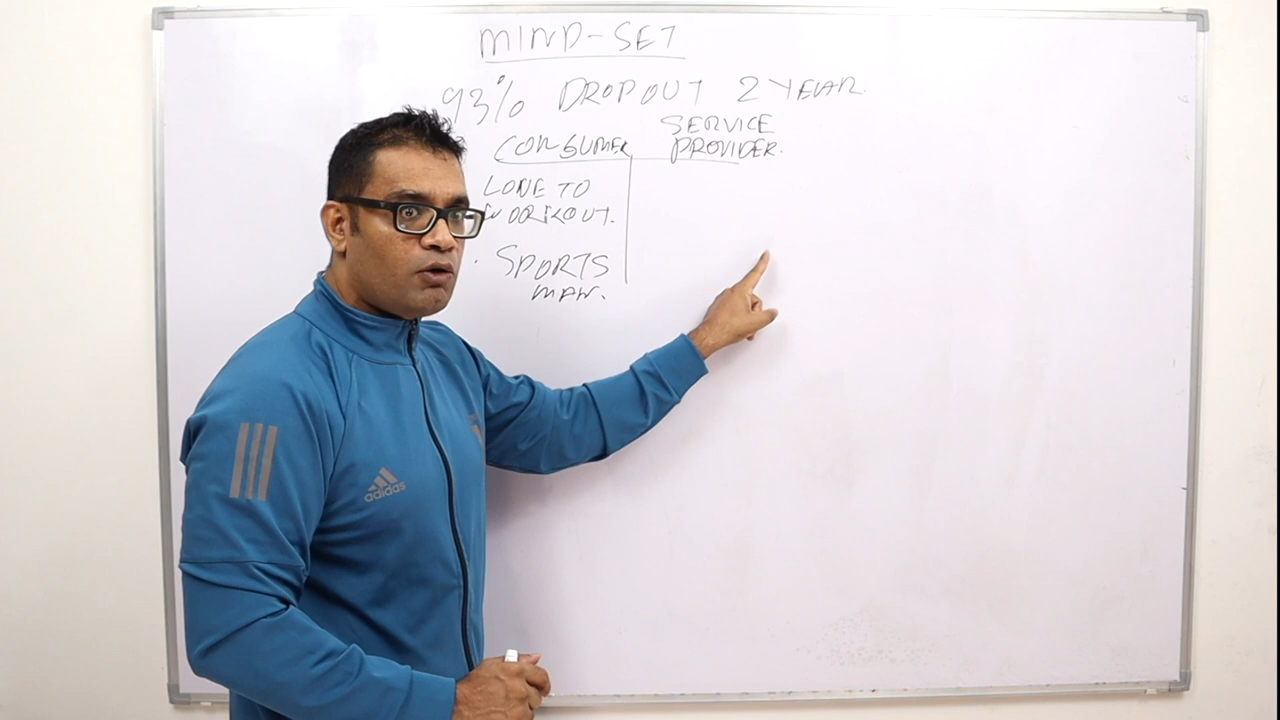 MIND-SET
93% DROPOUT 2 YEAR.
CONSUMER
SERVICE
PROVIDER.
LOVE TO
WORKOUT.
. SPORTS
MAN.
adidas